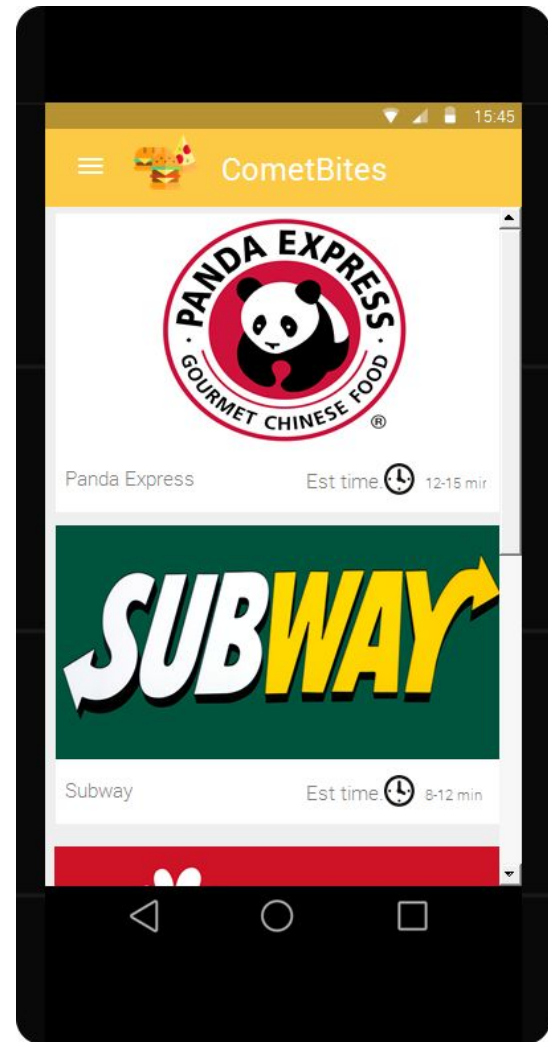 15:45
CometBites
PANDA EXPRESS
GOURMET CHINESE FOOD
®
Panda Express
Est time. 12-15 min
SUBWAY
Subway
Est time. 8-12 min